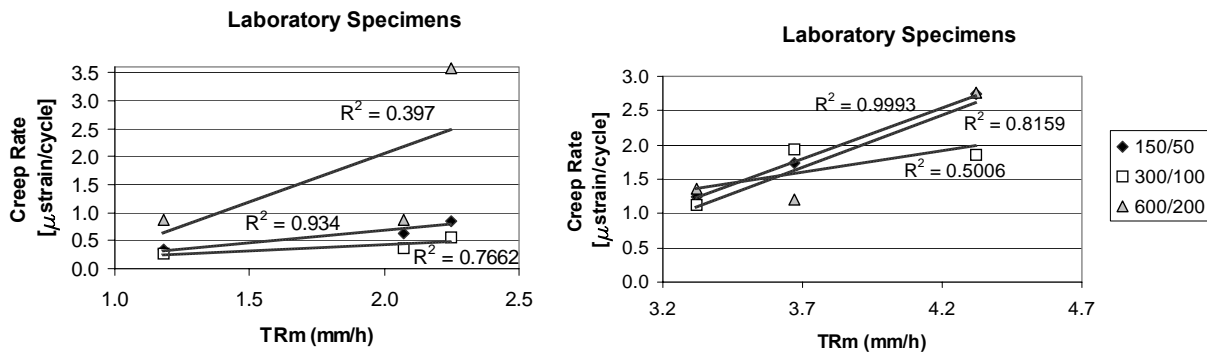 Laboratory Specimens
Creep Rate
[μstrain/cycle]
3.5
3.0
2.5
2.0
1.5
1.0
0.5
0.0
R² = 0.397
R² = 0.934
R² = 0.7662
1.0 1.5 2.0 2.5
TRm (mm/h)
Laboratory Specimens
Creep Rate
[μstrain/cycle]
3.0
2.5
2.0
1.5
1.0
0.5
0.0
R² = 0.9993
R² = 0.8159
R² = 0.5006
3.2 3.7 4.2 4.7
TRm (mm/h)
150/50
300/100
600/200